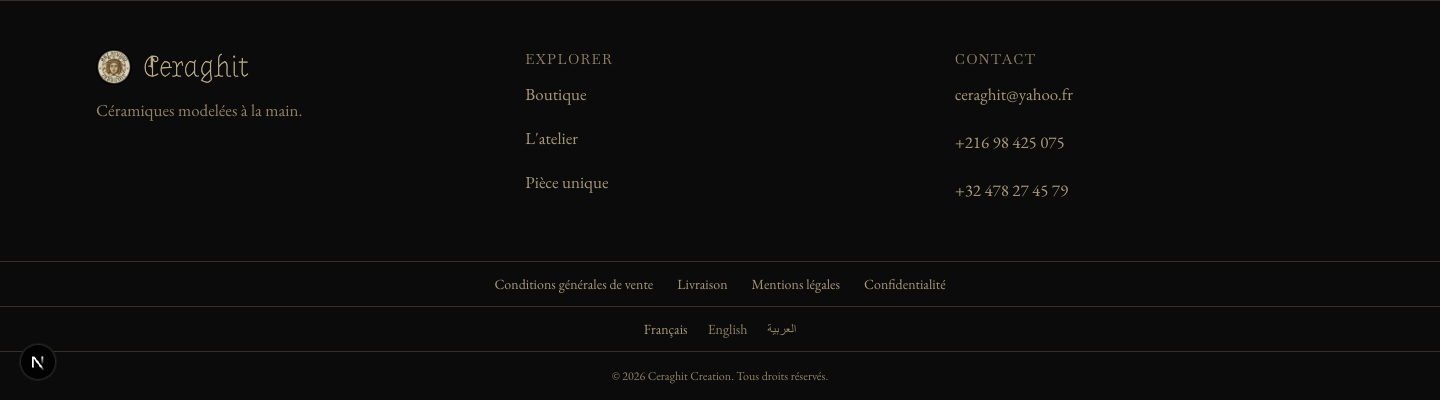 Ceraghit
Céramiques modelées à la main.
EXPLORER
Boutique
L'atelier
Pièce unique
CONTACT
ceraghit@yahoo.fr
+216 98 425 075
+32 478 27 45 79
Conditions générales de vente Livraison Mentions légales Confidentialité
Français English العربية
© 2026 Ceraghit Creation. Tous droits réservés.
N